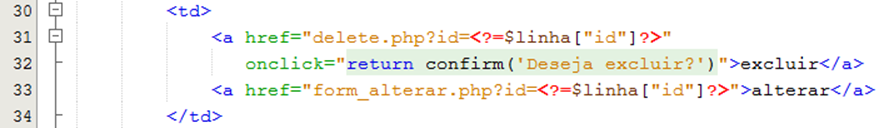 30 <td>
31 <a href="delete.php?id=<?=$linha["id"]?>"
32 onclick="return confirm('Deseja excluir?')">excluir</a>
33 <a href="form_alterar.php?id=<?=$linha["id"]?>">alterar</a>
34 </td>